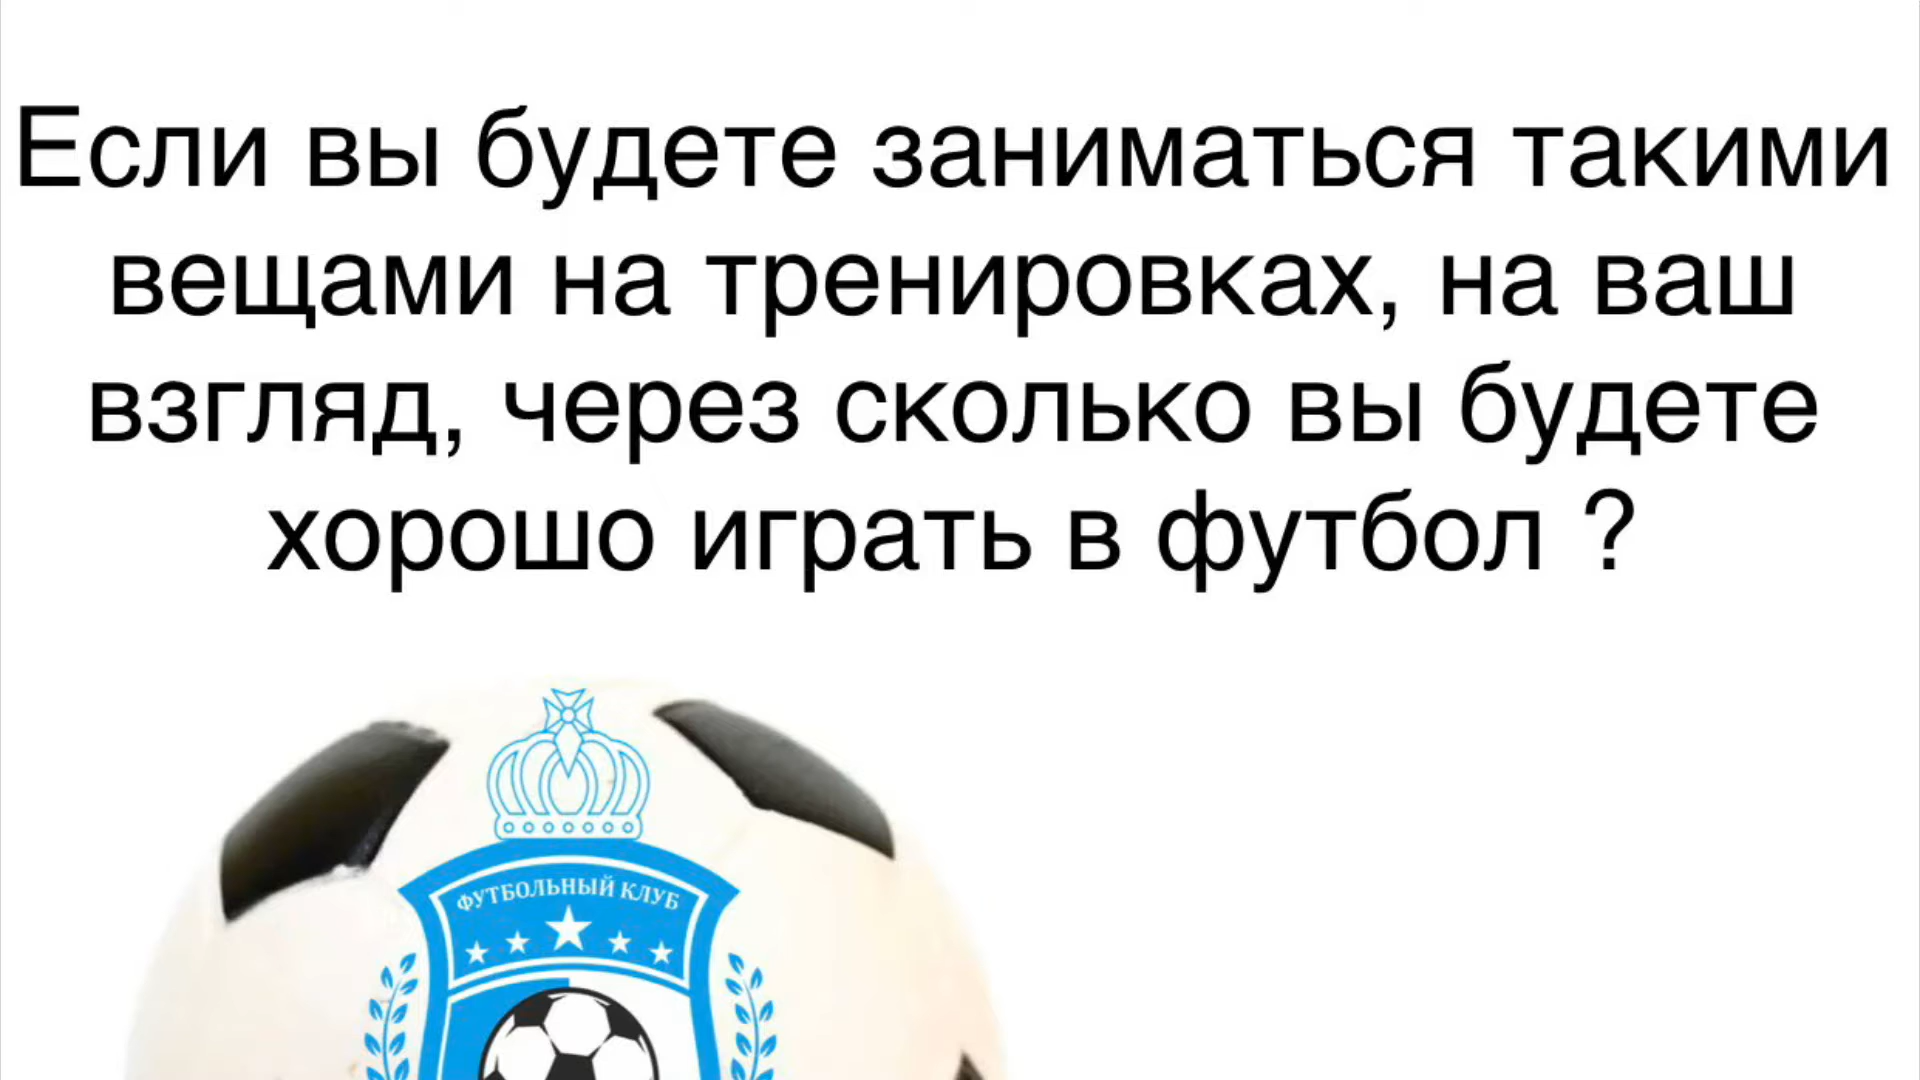 Если вы будете заниматься такими
вещами на тренировках, на ваш
взгляд, через сколько вы будете
хорошо играть в футбол ?
ФУТБОЛЬНЫЙ КЛУБ